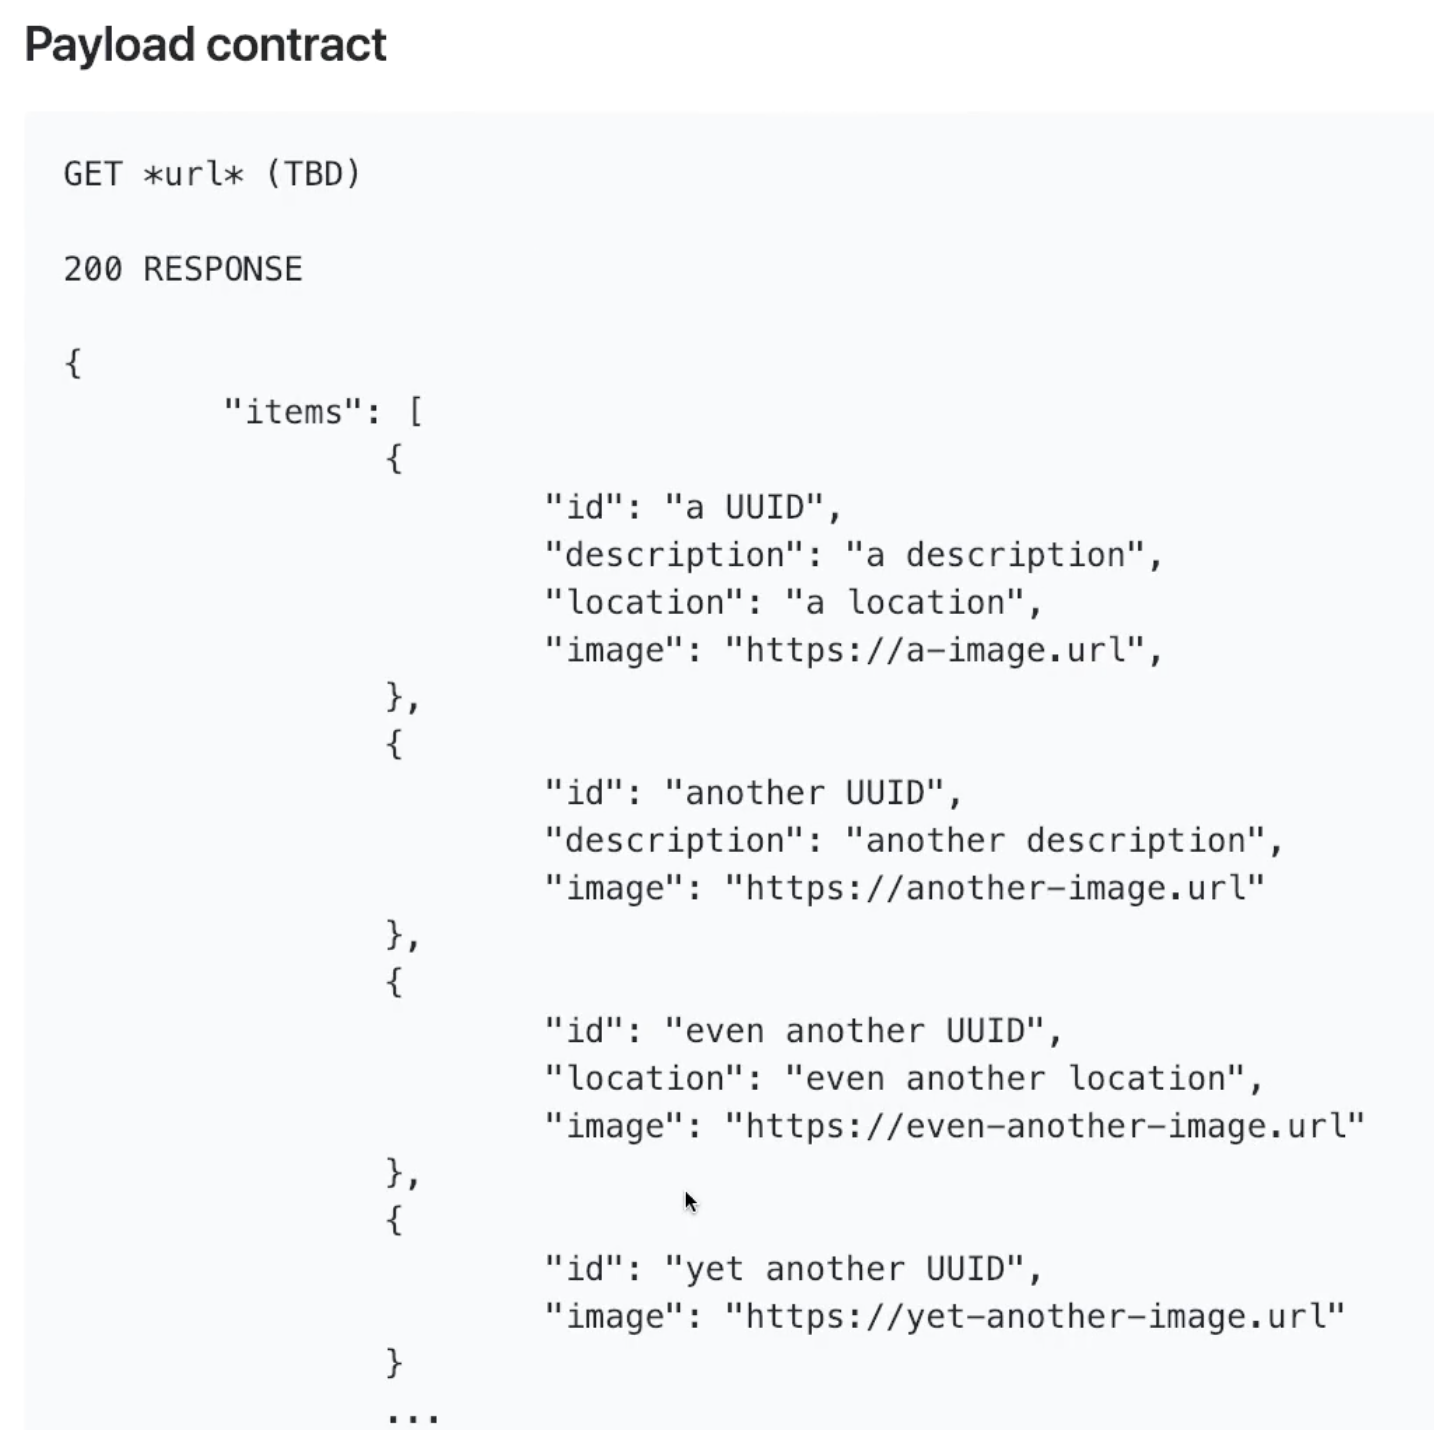 Payload contract
GET *url* (TBD)
200 RESPONSE
{
"items": [
{
"id": "a UUID",
"description": "a description",
"location": "a location",
"image": "https://a-image.url",
},
{
"id": "another UUID",
"description": "another description",
"image": "https://another-image.url"
},
{
"id": "even another UUID",
"location": "even another location",
"image": "https://even-another-image.url"
},
{
"id": "yet another UUID",
"image": "https://yet-another-image.url"
}
...